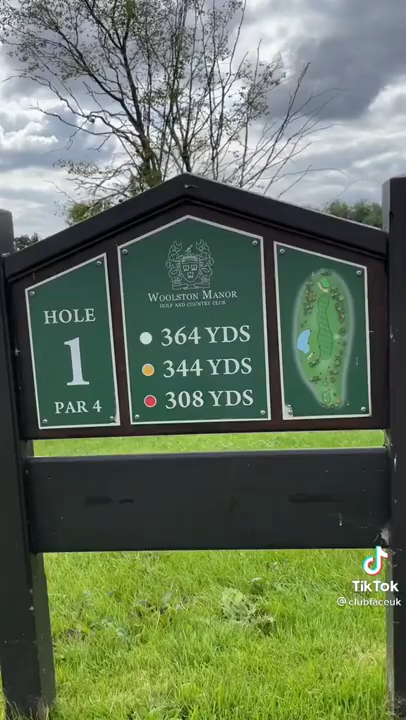 HOLE
1
PAR 4
WOOLSTON MANOR
GOLF AND COUNTRY CLUB
364 YDS
344 YDS
308 YDS
TikTok
@clubfaceuk